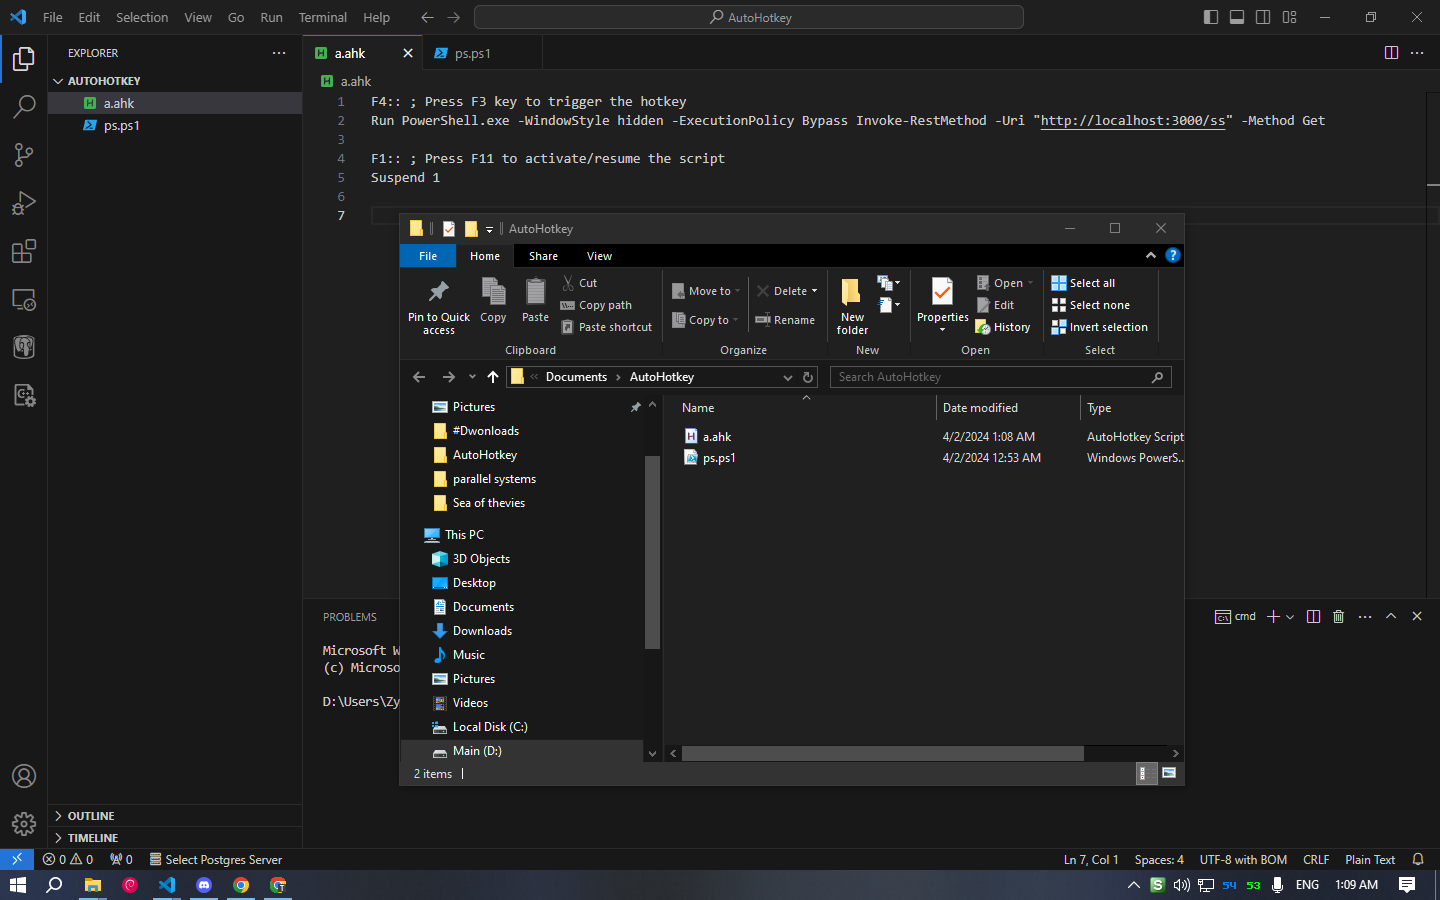 File Edit Selection View Go Run Terminal Help
AutoHotkey
EXPLORER
AUTOHOTKEY
a.ahk
ps.ps1
a.ahk
ps.ps1
a.ahk
1 F4:: ; Press F3 key to trigger the hotkey
2 Run PowerShell.exe -WindowStyle hidden -ExecutionPolicy Bypass Invoke-RestMethod -Uri "http://localhost:3000/ss" -Method Get
3
4 F1:: ; Press F11 to activate/resume the script
5 Suspend 1
6
7
AutoHotkey
File Home Share View
Pin to Quick access
Copy
Paste
Cut
Copy path
Paste shortcut
Clipboard
Move to
Copy to
Delete
Rename
Organize
New folder
New
Properties
Open
Edit
History
Open
Select all
Select none
Invert selection
Select
Documents AutoHotkey
Search AutoHotkey
Pictures
#Dwonloads
AutoHotkey
parallel systems
Sea of thevies
This PC
3D Objects
Desktop
Documents
Downloads
Music
Pictures
Videos
Local Disk (C:)
Main (D:)
Name Date modified Type
a.ahk 4/2/2024 1:08 AM AutoHotkey Script
ps.ps1 4/2/2024 12:53 AM Windows PowerS...
2 items
PROBLEMS
cmd
Microsoft W
(c) Microso
D:\Users\Zy
OUTLINE
TIMELINE
0 0 0 Select Postgres Server
Ln 7, Col 1 Spaces: 4 UTF-8 with BOM CRLF Plain Text
54 53 ENG 1:09 AM